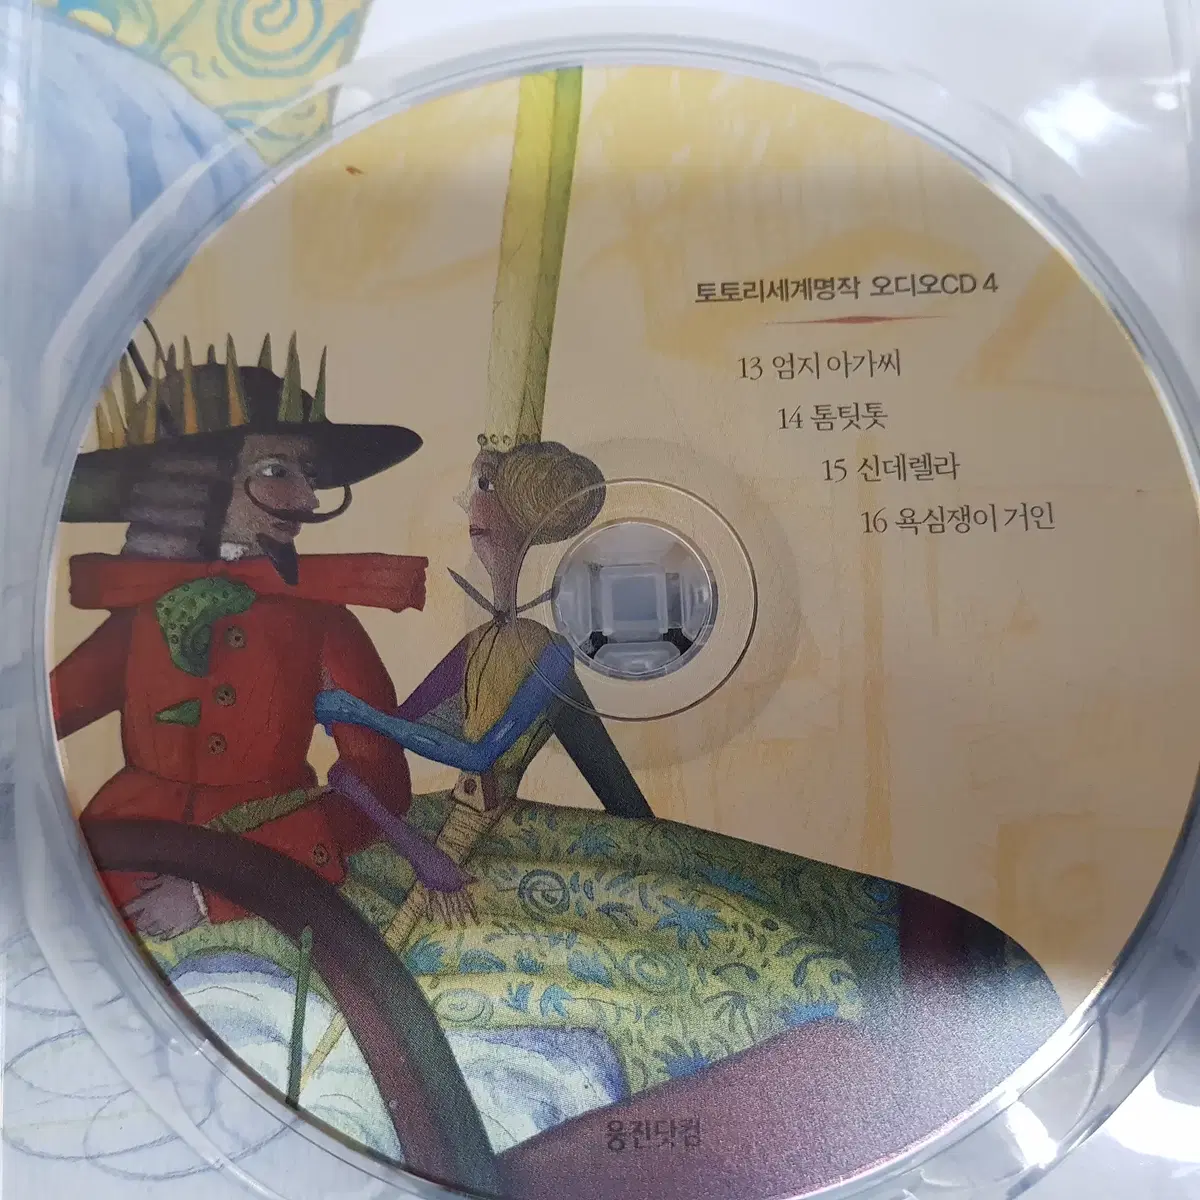 토토리세계명작 오디오CD 4
13 엄지 아가씨
14 톰팃톳
15 신데렐라
16 욕심쟁이 거인
웅진닷컴